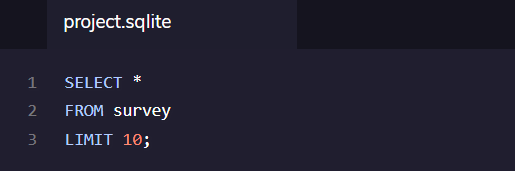 project.sqlite
1 SELECT *
2 FROM survey
3 LIMIT 10;